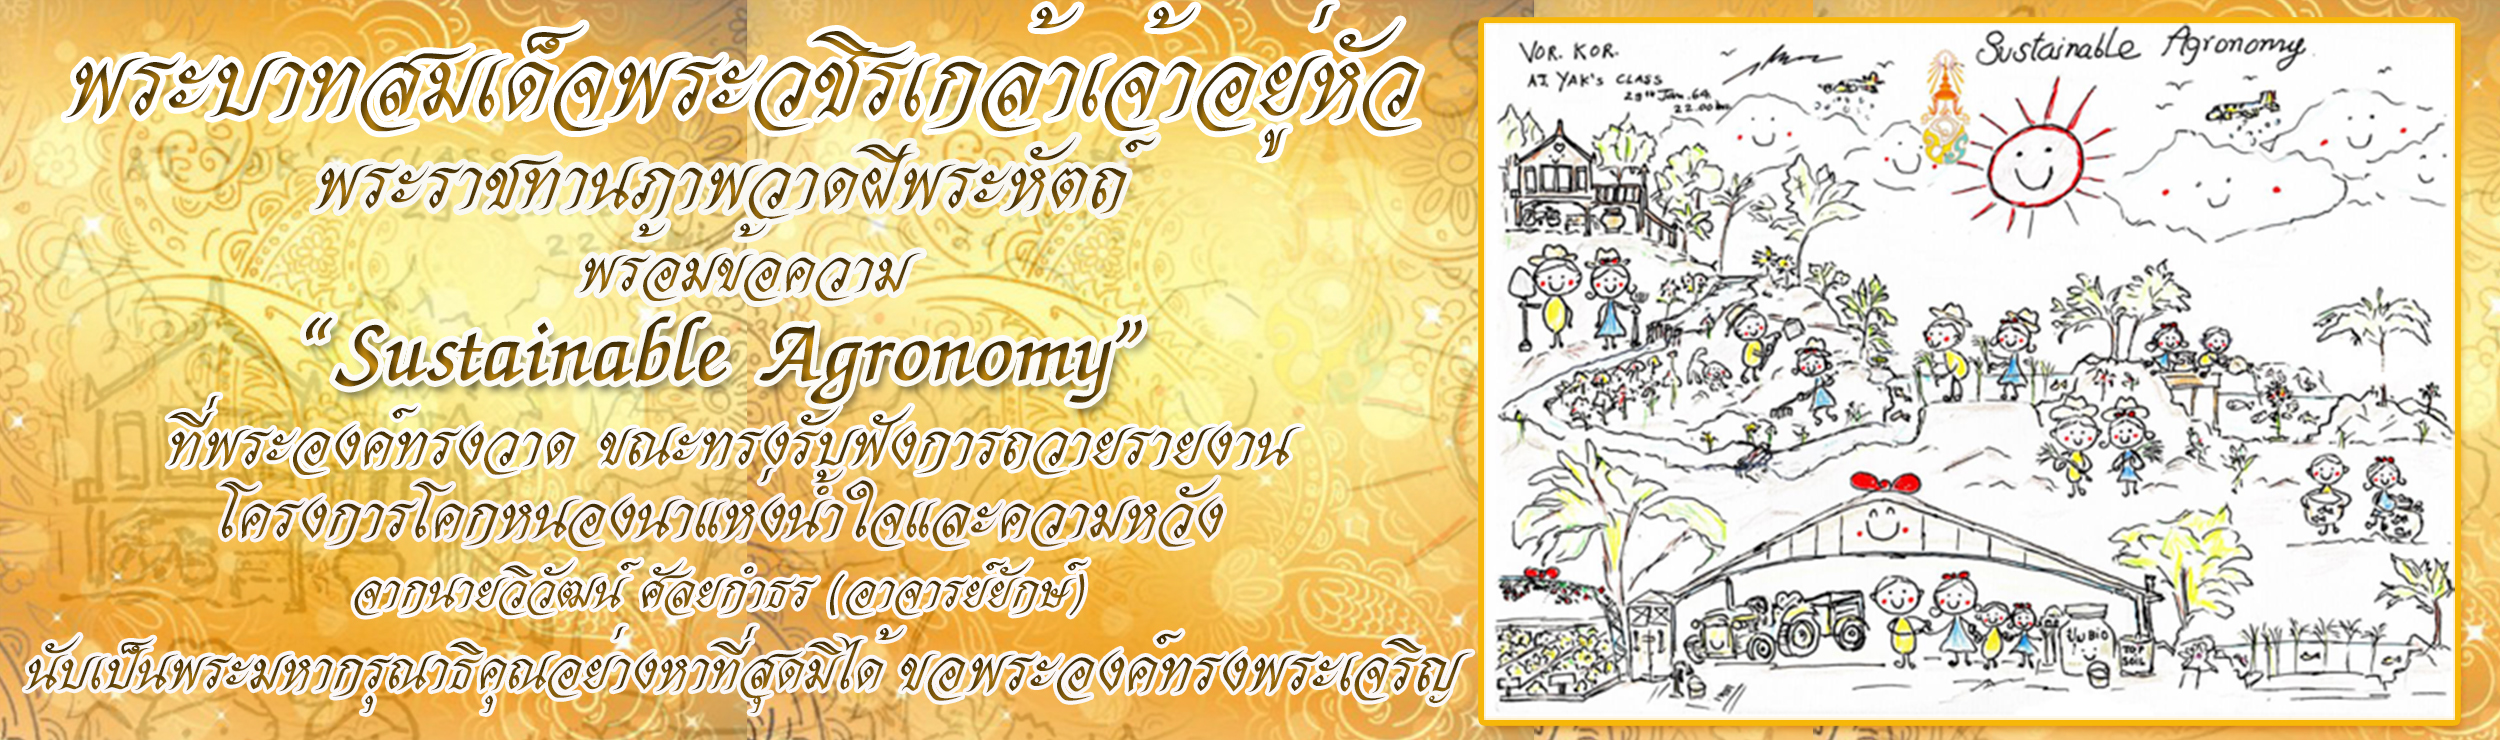 พระบาทสมเด็จพระวชิรเกล้าเจ้าอยู่หัว
พระราชทานภาพวาดฝีพระหัตถ์
พร้อมข้อความ
“Sustainable Agronomy”
ที่พระองค์ทรงวาด ขณะทรงรับฟังการถวายรายงาน
โครงการโคกหนองนาแห่งน้ำใจและความหวัง
จากนายวิวัฒน์ ศัลยกำธร (อาจารย์ยักษ์)
นับเป็นพระมหากรุณาธิคุณอย่างหาที่สุดมิได้ ขอพระองค์ทรงพระเจริญ
VOR. KOR.
AJ. YAK's CLASS
29th Jan. 64
22.00
Sustainable Agronomy
ปุ๋ย BIO
TOP SOIL